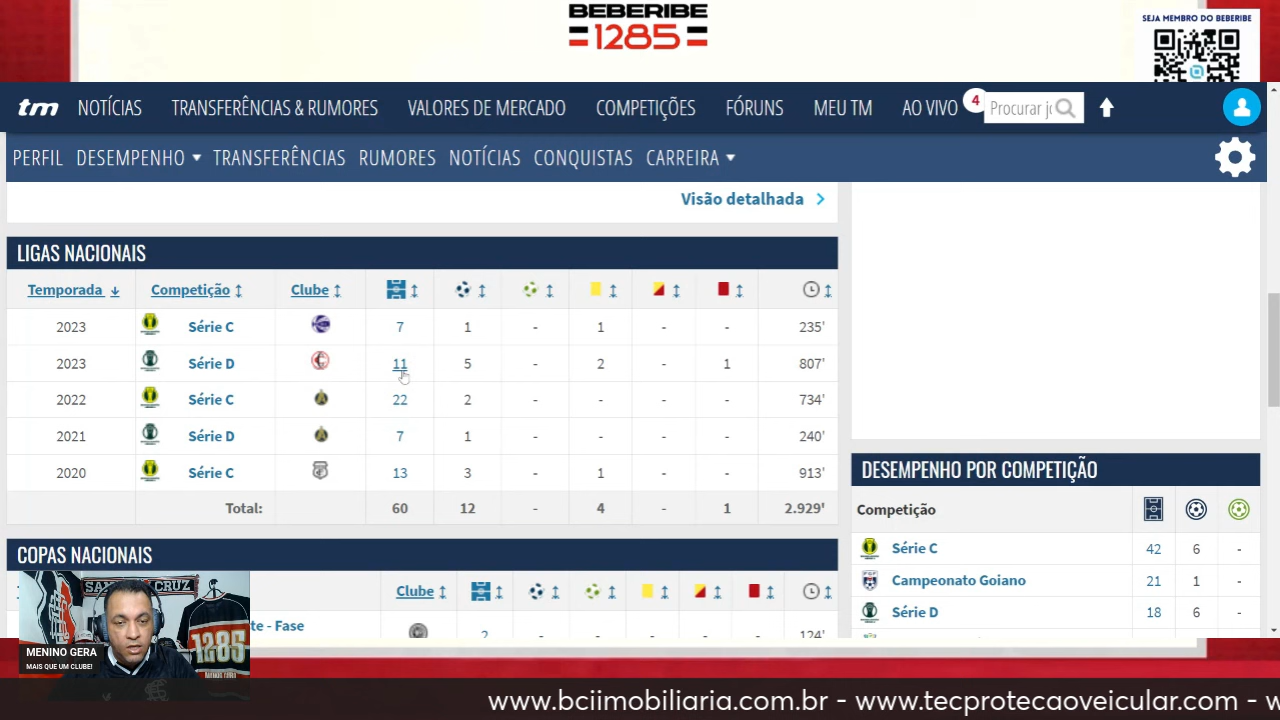 BEBERIBE
1285
SEJA MEMBRO DO BEBERIBE
tm NOTÍCIAS TRANSFERÊNCIAS & RUMORES VALORES DE MERCADO COMPETIÇÕES FÓRUNS MEU TM AO VIVO 4 Procurar jo
PERFIL DESEMPENHO TRANSFERÊNCIAS RUMORES NOTÍCIAS CONQUISTAS CARREIRA
Visão detalhada
LIGAS NACIONAIS
Temporada Competição Clube
2023 Série C 7 1 - 1 - - 235'
2023 Série D 11 5 - 2 - 1 807'
2022 Série C 22 2 - - - - 734'
2021 Série D 7 1 - - - - 240'
2020 Série C 13 3 - 1 - - 913'
Total: 60 12 - 4 - 1 2.929'
DESEMPENHO POR COMPETIÇÃO
Competição
Série C 42 6 -
Campeonato Goiano 21 1 -
Série D 18 6 -
COPAS NACIONAIS
Clube
te - Fase
2 - - - - - 124'
SANTA CRUZ
1285
MENINO GERA
MAIS QUE UM CLUBE!
www.bciimobiliaria.com.br - www.tecprotecaoveicular.com - w